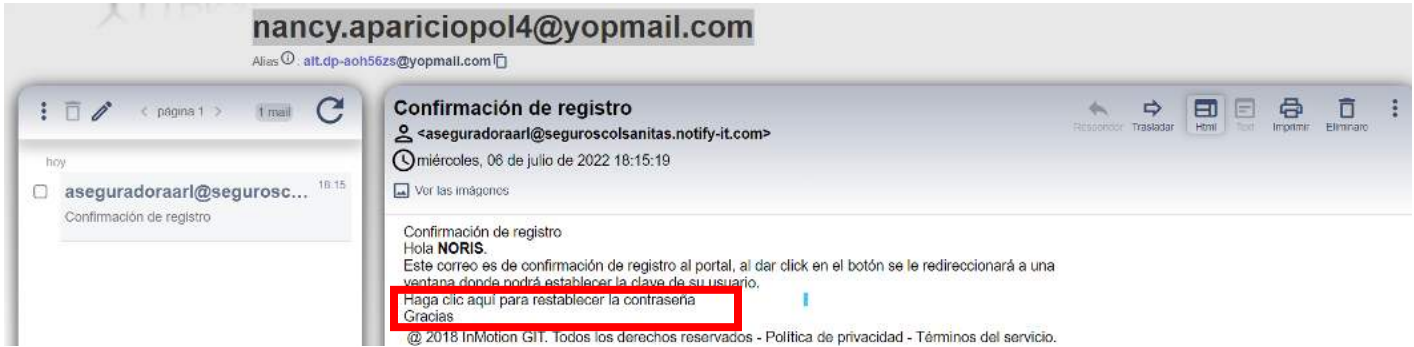 nancy.apariciopol4@yopmail.com
Alias : alt.dp-aoh56zs@yopmail.com
< página 1 >
1 mail
hoy
aseguradoraarl@segurosc... 18:15
Confirmación de registro
Confirmación de registro
<aseguradoraarl@seguroscolsanitas.notify-it.com>
miércoles, 06 de julio de 2022 18:15:19
Ver las imágenes
Responder Trasladar Html Text Imprimir Eliminaro
Confirmación de registro
Hola NORIS.
Este correo es de confirmación de registro al portal, al dar click en el botón se le redireccionará a una
ventana donde podrá establecer la clave de su usuario.
Haga clic aquí para restablecer la contraseña
Gracias
@ 2018 InMotion GIT. Todos los derechos reservados - Política de privacidad - Términos del servicio.